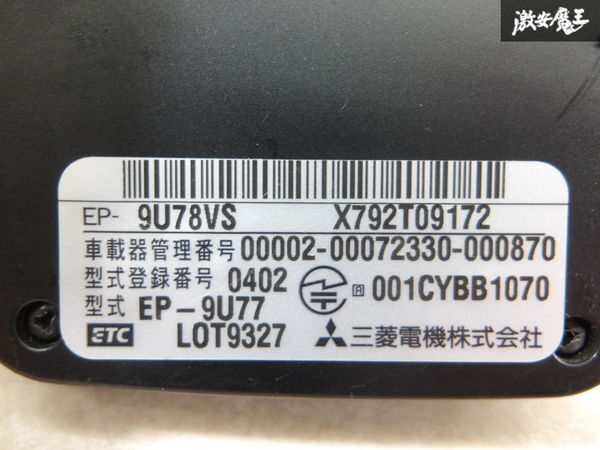 激安魔王
EP- 9U78VS X792T09172
車載器管理番号 00002-00072330-000870
型式登録番号 0402 R 001CYBB1070
型式 EP-9U77
ETC LOT9327 三菱電機株式会社